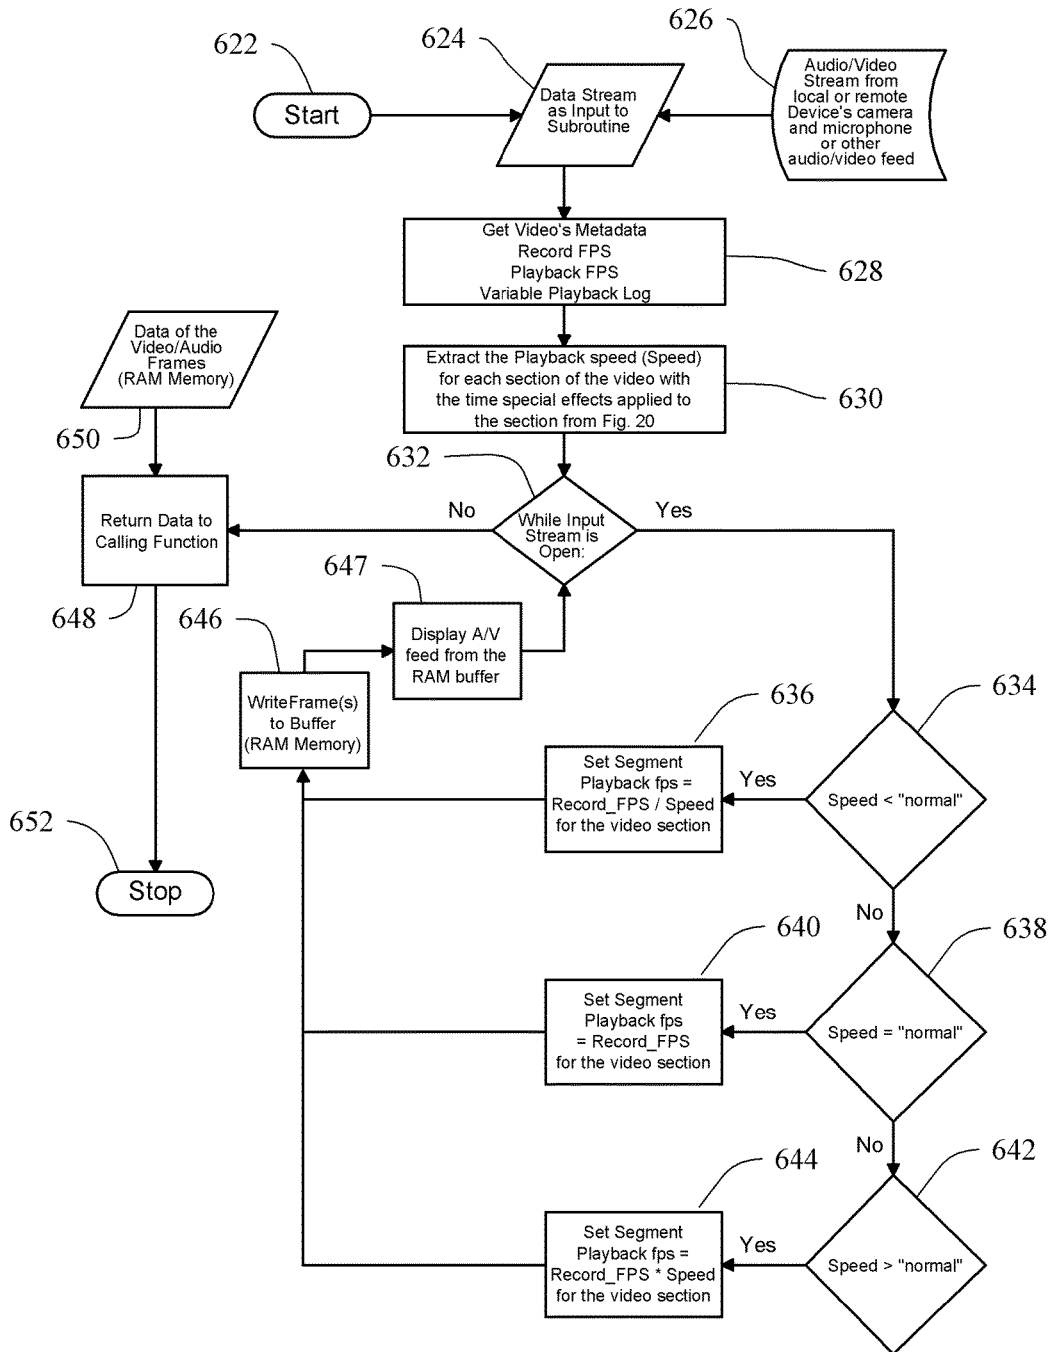 622
624
626
Start
Data Stream
as Input to
Subroutine
Audio/Video
Stream from
local or remote
Device's camera
and microphone
or other
audio/video feed
Get Video's Metadata
Record FPS
Playback FPS
Variable Playback Log
628
Data of the
Video/Audio
Frames
(RAM Memory)
650
Extract the Playback speed (Speed)
for each section of the video with
the time special effects applied to
the section from Fig. 20
630
632
No
Yes
While Input
Stream is
Open:
Return Data to
Calling Function
648
647
Display A/V
feed from the
RAM buffer
646
WriteFrame(s)
to Buffer
(RAM Memory)
636
634
Set Segment
Playback fps =
Record_FPS / Speed
for the video section
Yes
Speed < "normal"
652
Stop
No
640
638
Set Segment
Playback fps
= Record_FPS
for the video section
Yes
Speed = "normal"
No
644
642
Set Segment
Playback fps =
Record_FPS * Speed
for the video section
Yes
Speed > "normal"